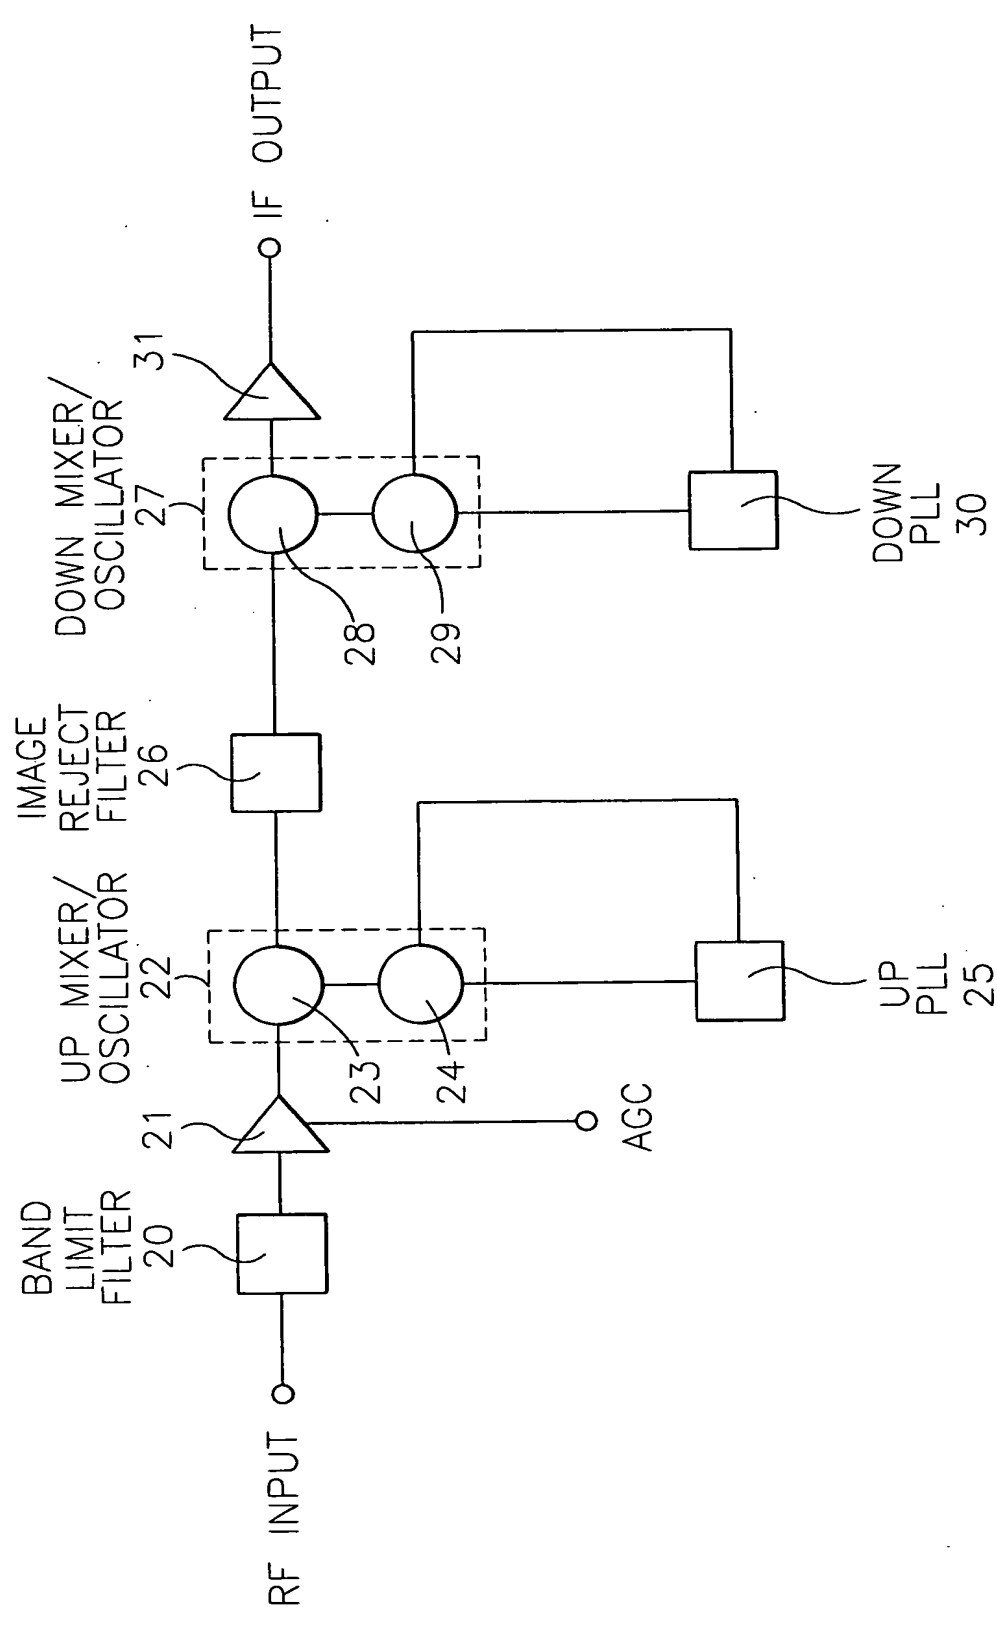 RF INPUT
BAND
LIMIT
FILTER
20
21
AGC
UP MIXER/
OSCILLATOR
22
23
24
UP
PLL
25
IMAGE
REJECT
FILTER
26
DOWN MIXER/
OSCILLATOR
27
28
29
DOWN
PLL
30
31
IF OUTPUT